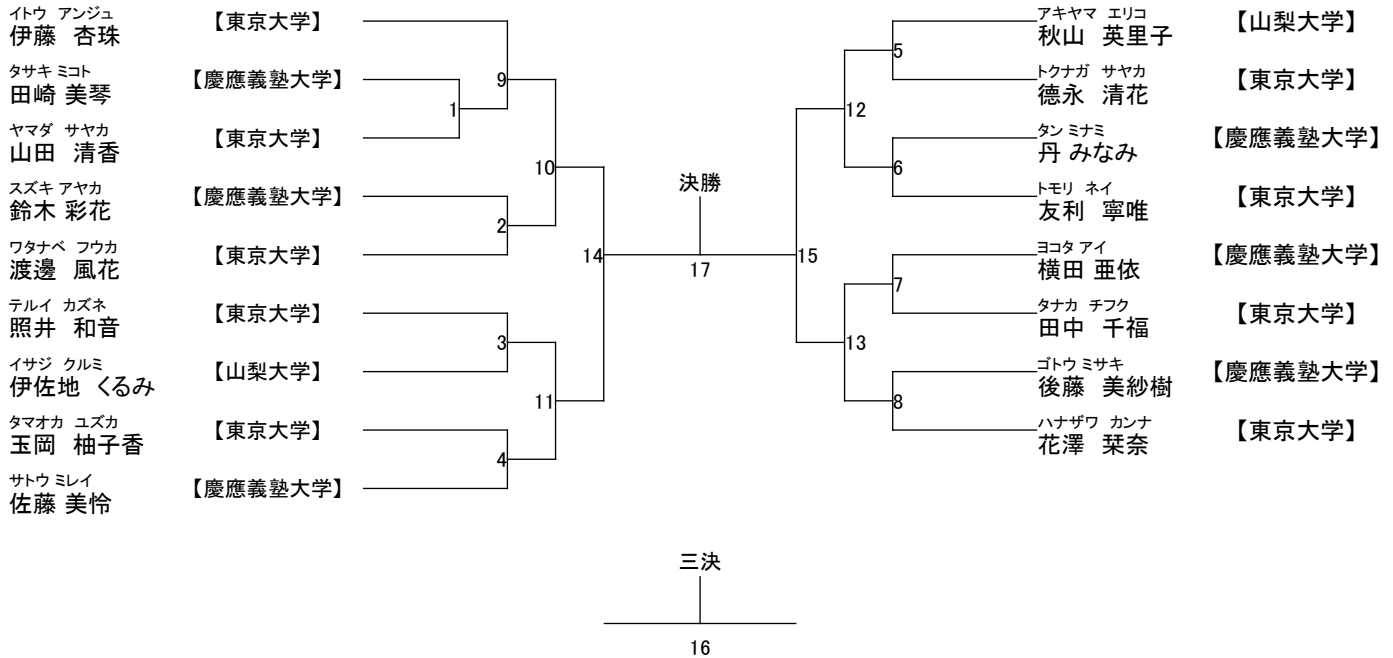 イトウ アンジュ
伊藤 杏珠 【東京大学】
タサキ ミコト
田崎 美琴 【慶應義塾大学】
ヤマダ サヤカ
山田 清香 【東京大学】
スズキ アヤカ
鈴木 彩花 【慶應義塾大学】
ワタナベ フウカ
渡邊 風花 【東京大学】
テルイ カズネ
照井 和音 【東京大学】
イサジ クルミ
伊佐地 くるみ 【山梨大学】
タマオカ ユズカ
玉岡 柚子香 【東京大学】
サトウ ミレイ
佐藤 美怜 【慶應義塾大学】
1
2
3
4
9
10
11
14
決勝
17
15
12
13
5
6
7
8
アキヤマ エリコ
秋山 英里子 【山梨大学】
トクナガ サヤカ
德永 清花 【東京大学】
タン ミナミ
丹 みなみ 【慶應義塾大学】
トモリ ネイ
友利 寧唯 【東京大学】
ヨコタ アイ
横田 亜依 【慶應義塾大学】
タナカ チフク
田中 千福 【東京大学】
ゴトウ ミサキ
後藤 美紗樹 【慶應義塾大学】
ハナザワ カンナ
花澤 栞奈 【東京大学】
三決
16